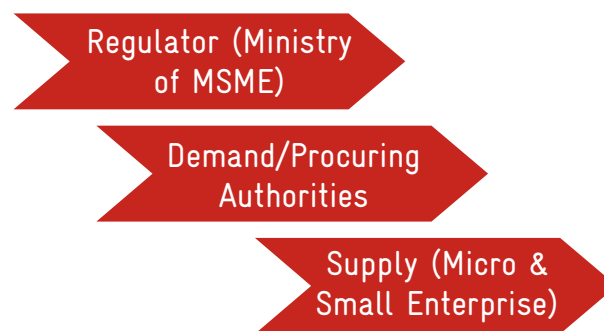 Regulator (Ministry
of MSME)
Demand/Procuring
Authorities
Supply (Micro &
Small Enterprise)